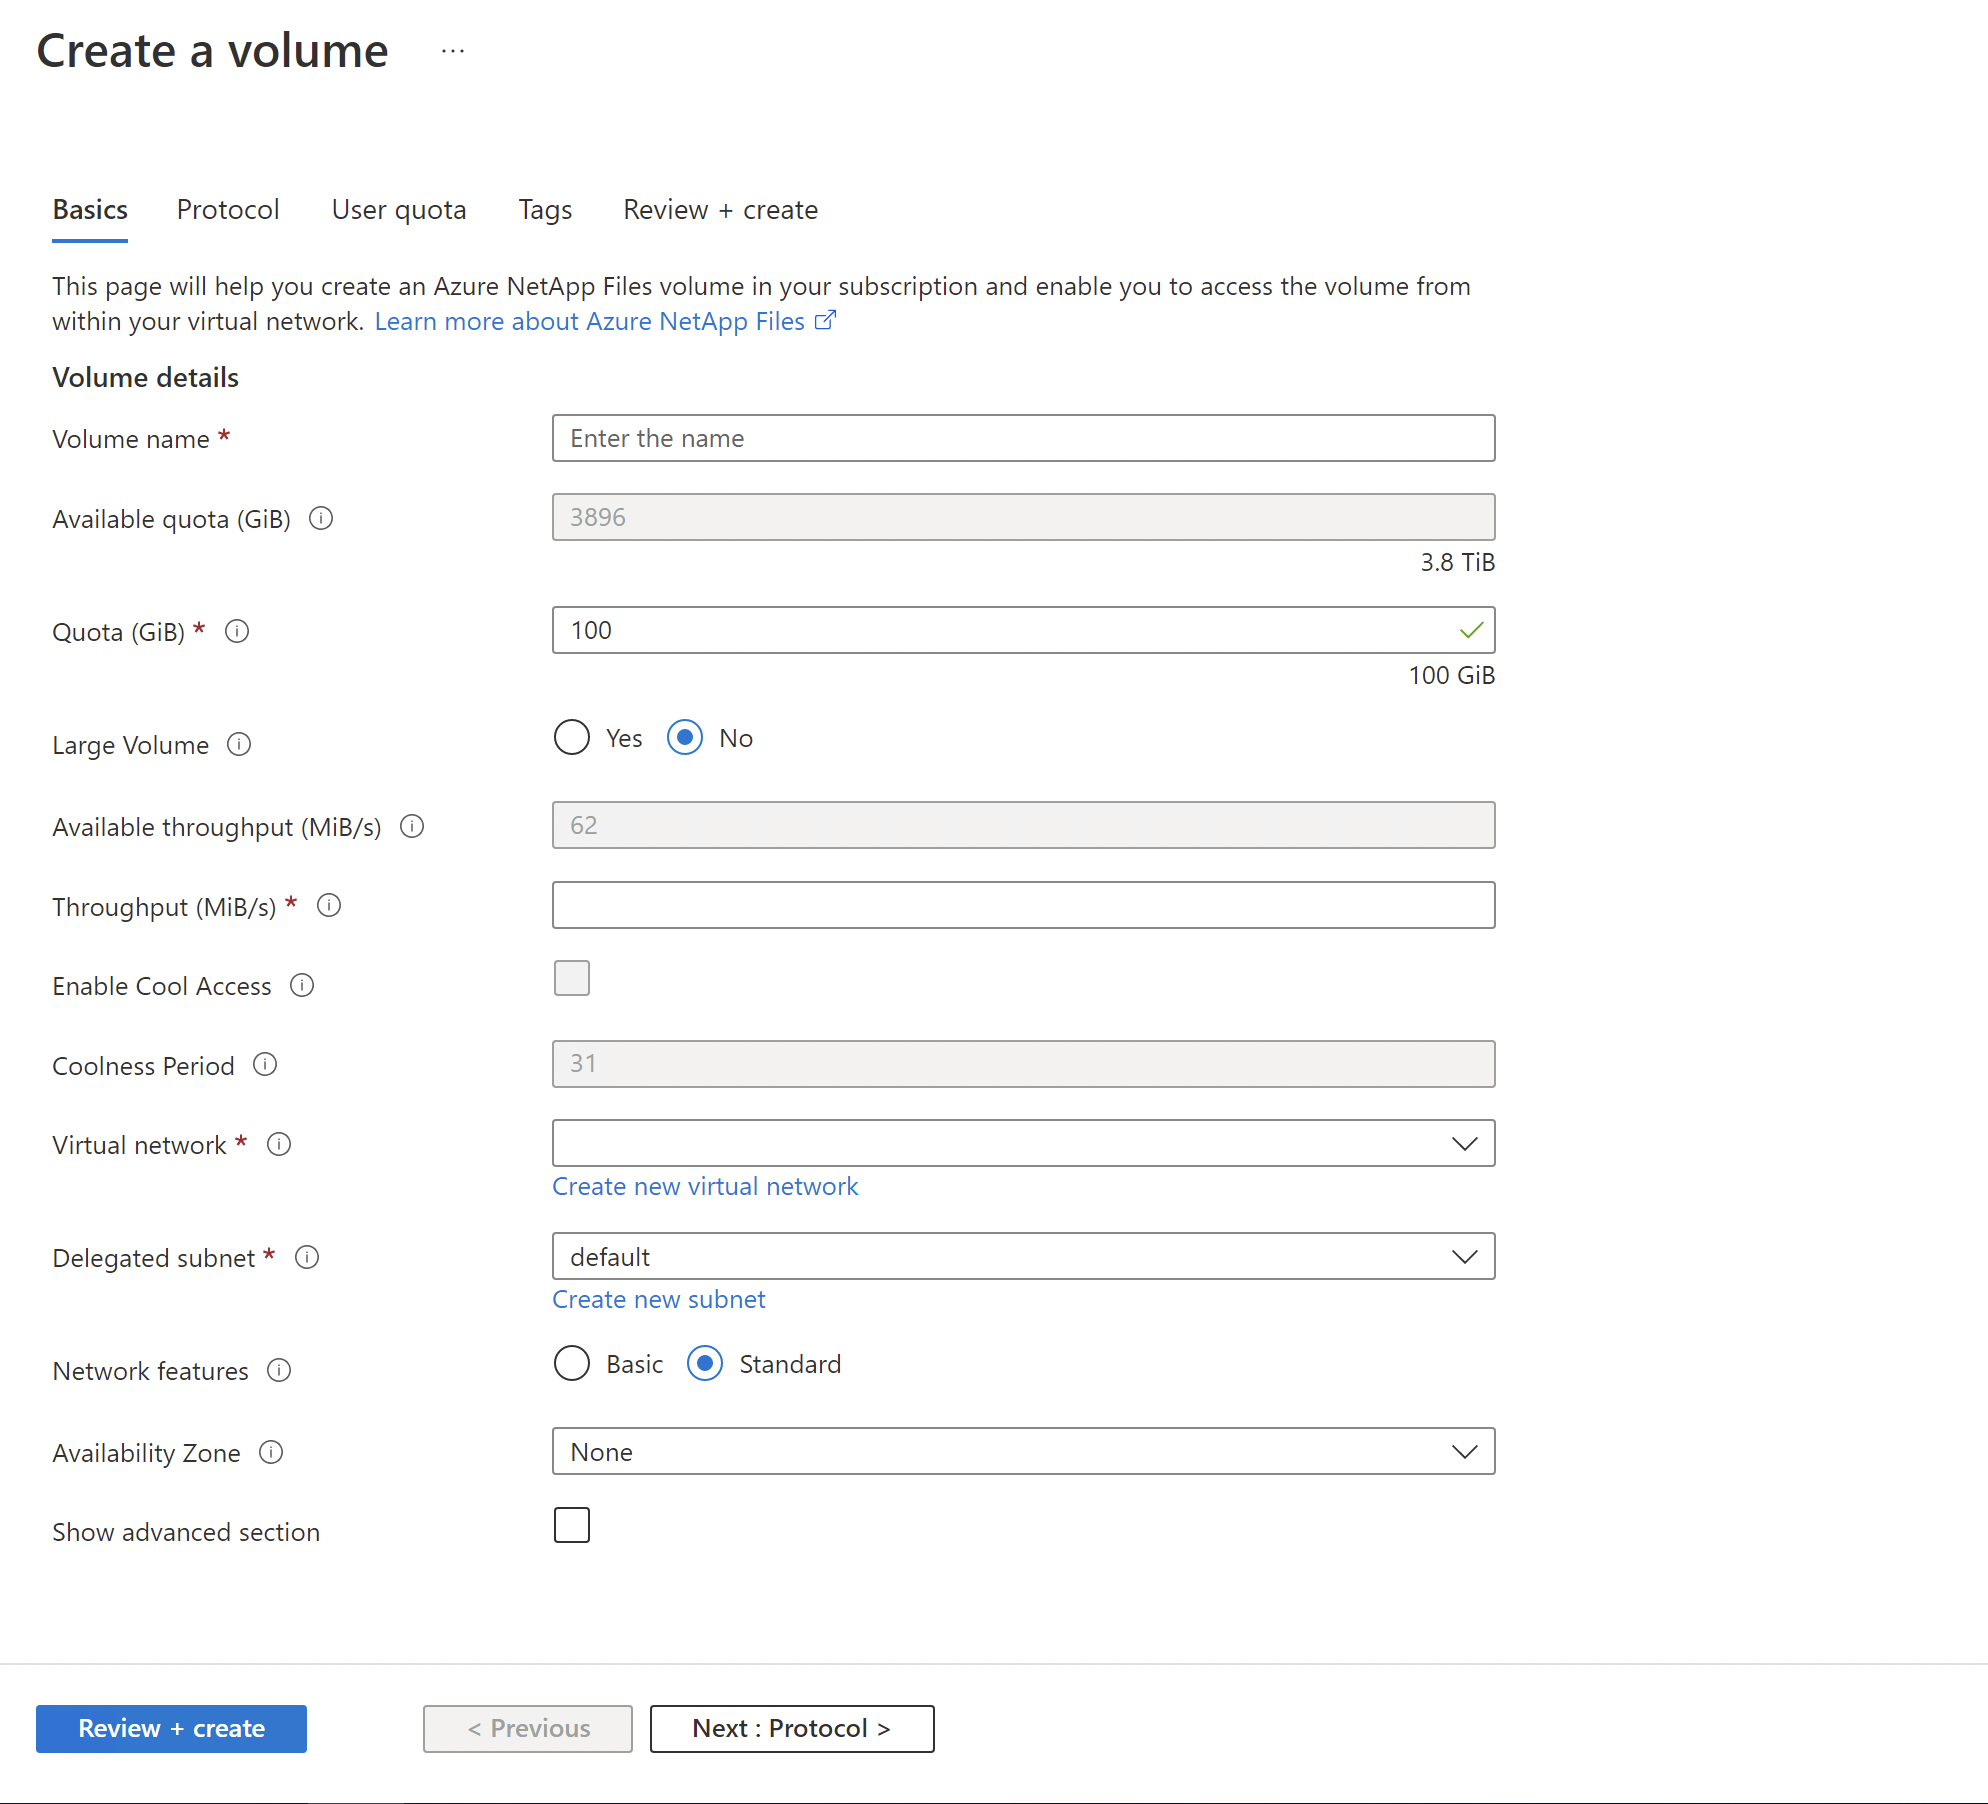 Create a volume ...
Basics Protocol User quota Tags Review + create
This page will help you create an Azure NetApp Files volume in your subscription and enable you to access the volume from
within your virtual network. Learn more about Azure NetApp Files
Volume details
Volume name * Enter the name
Available quota (GiB) 3896
3.8 TiB
Quota (GiB) * 100
100 GiB
Large Volume Yes No
Available throughput (MiB/s) 62
Throughput (MiB/s) *
Enable Cool Access
Coolness Period 31
Virtual network *
Create new virtual network
Delegated subnet * default
Create new subnet
Network features Basic Standard
Availability Zone None
Show advanced section
Review + create < Previous Next : Protocol >